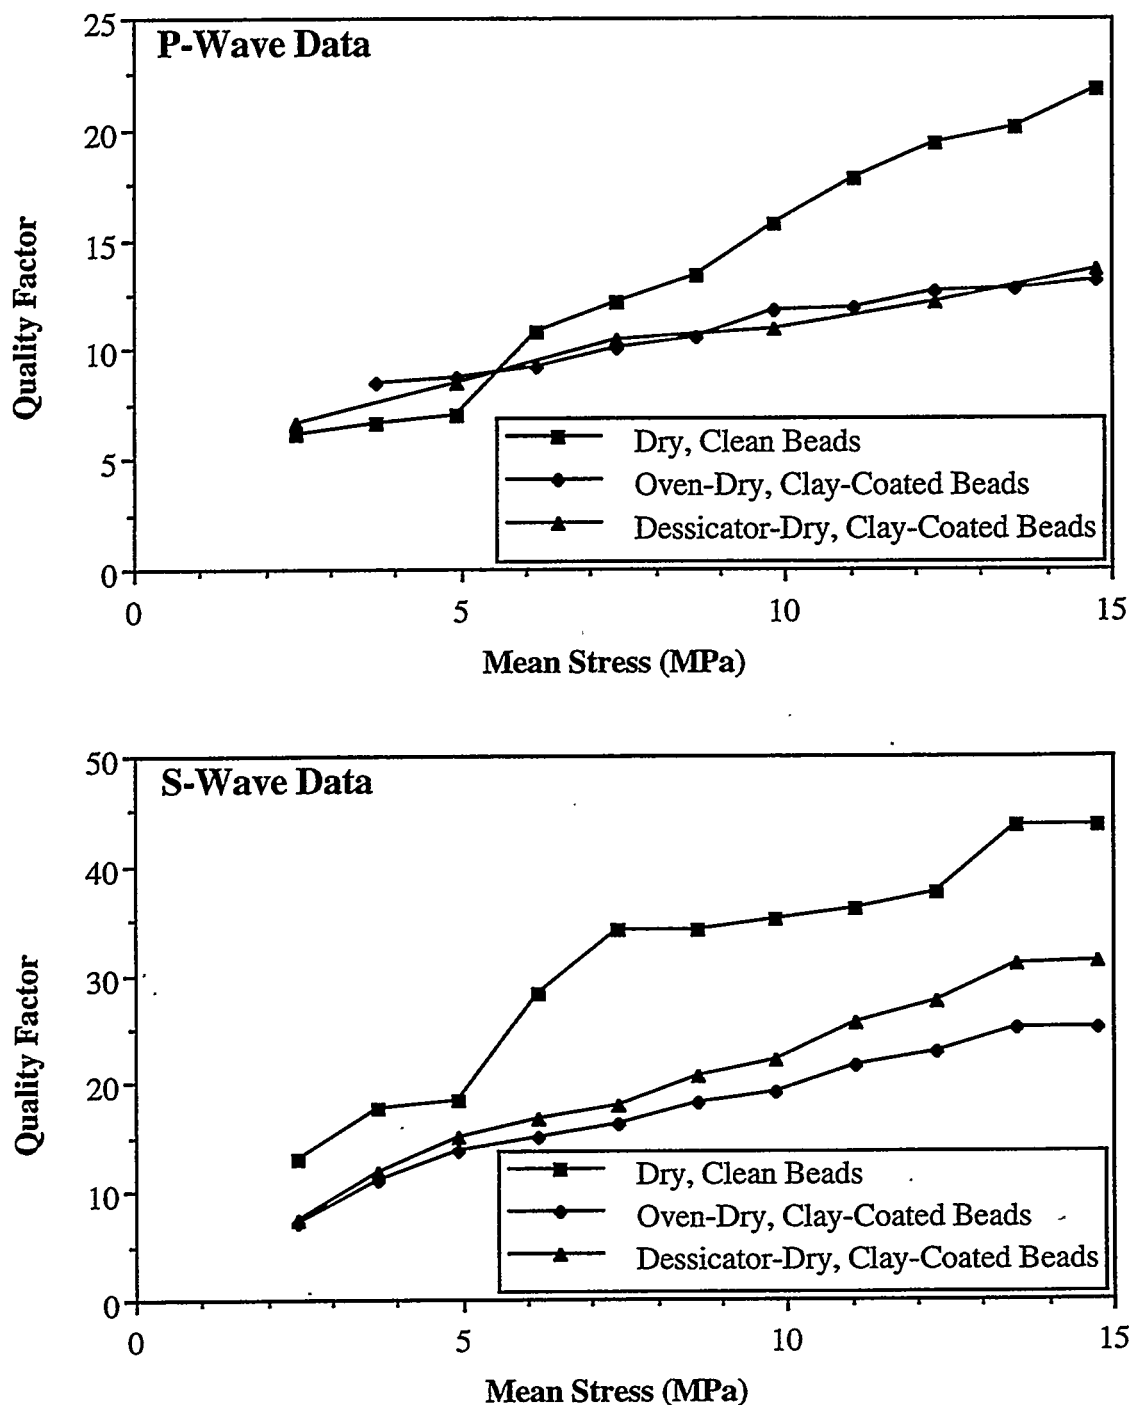 P-Wave Data
25
20
15
10
5
0
Quality Factor
Dry, Clean Beads
Oven-Dry, Clay-Coated Beads
Dessicator-Dry, Clay-Coated Beads
0 5 10 15
Mean Stress (MPa)
S-Wave Data
50
40
30
20
10
0
Quality Factor
Dry, Clean Beads
Oven-Dry, Clay-Coated Beads
Dessicator-Dry, Clay-Coated Beads
0 5 10 15
Mean Stress (MPa)